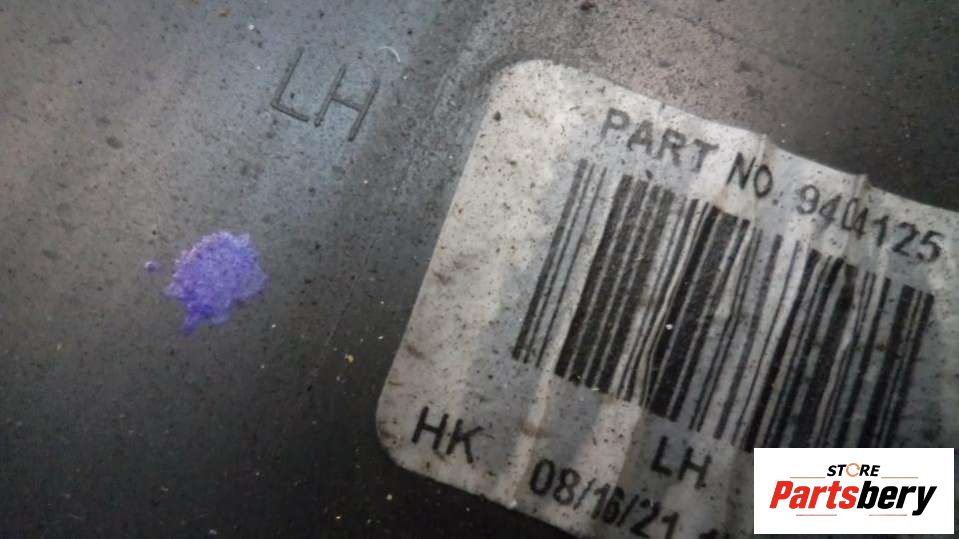 LH
PART NO. 9404125
HK
LH
08/16/21
STORE
Partsbery